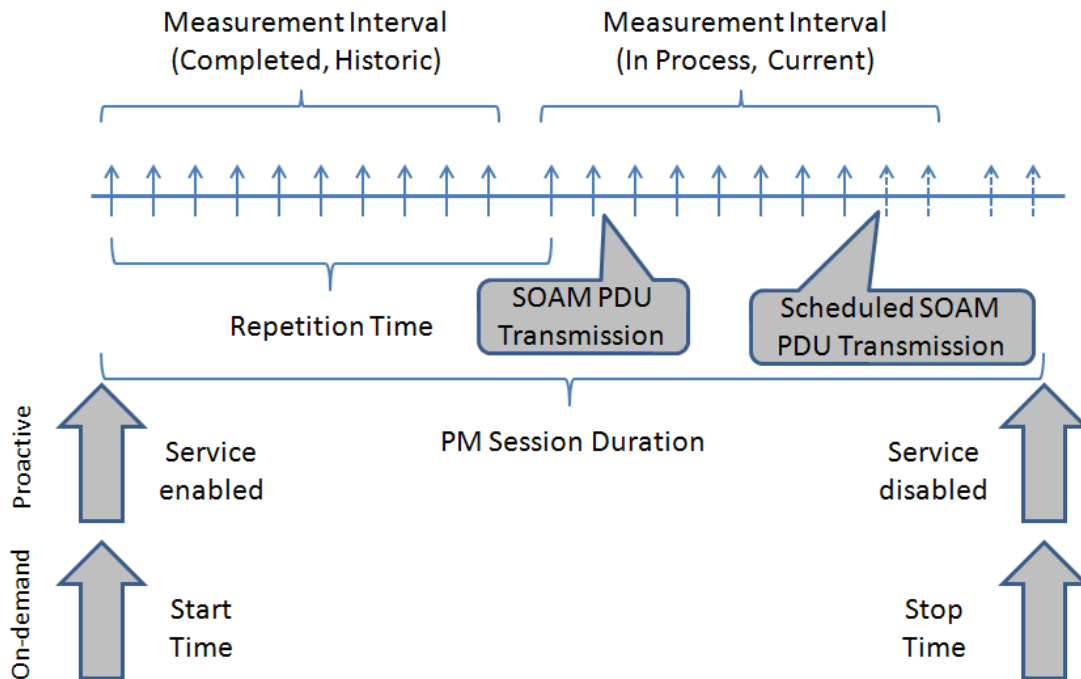 Measurement Interval
(Completed, Historic)
Measurement Interval
(In Process, Current)
Repetition Time
SOAM PDU
Transmission
Scheduled SOAM
PDU Transmission
PM Session Duration
Proactive
Service
enabled
Service
disabled
On-demand
Start
Time
Stop
Time